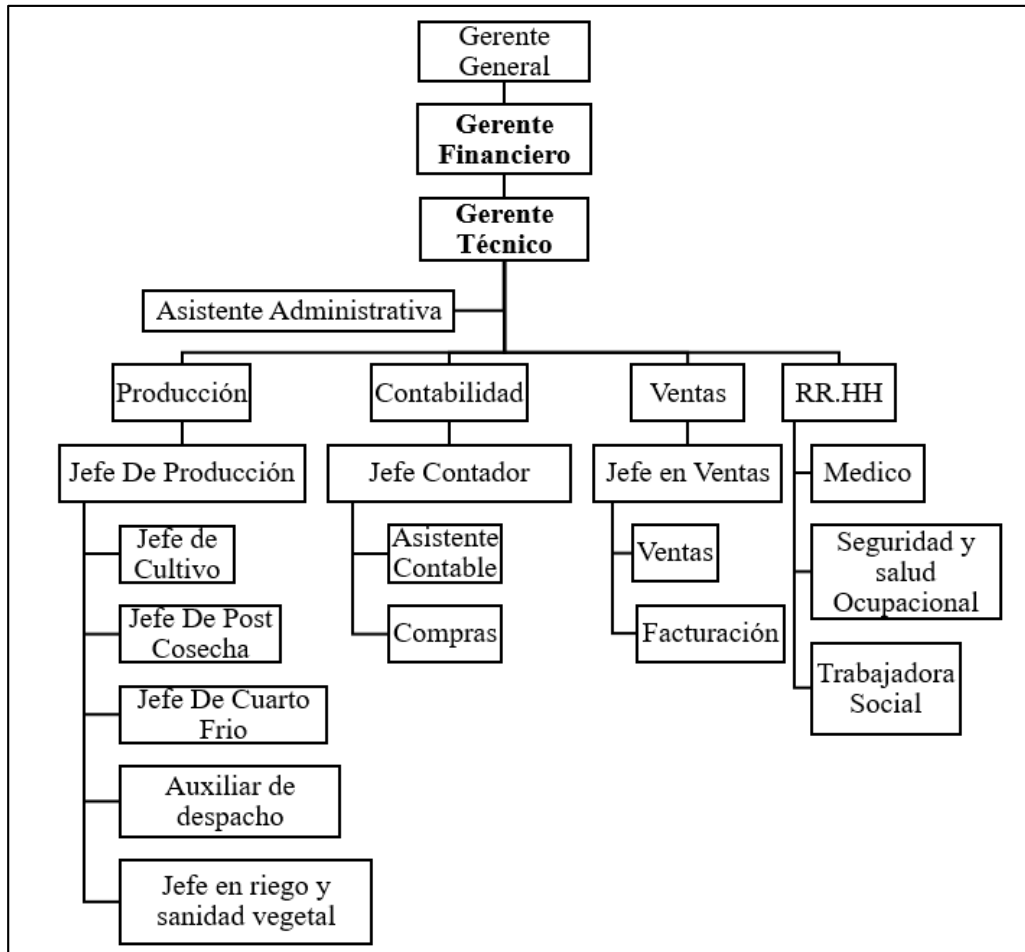 Gerente
General
Gerente
Financiero
Gerente
Técnico
Asistente Administrativa
Producción
Contabilidad
Ventas
RR.HH
Jefe De Producción
Jefe Contador
Jefe en Ventas
Medico
Jefe de
Cultivo
Asistente
Contable
Ventas
Seguridad y
salud
Ocupacional
Jefe De Post
Cosecha
Compras
Facturación
Trabajadora
Social
Jefe De Cuarto
Frio
Auxiliar de
despacho
Jefe en riego y
sanidad vegetal